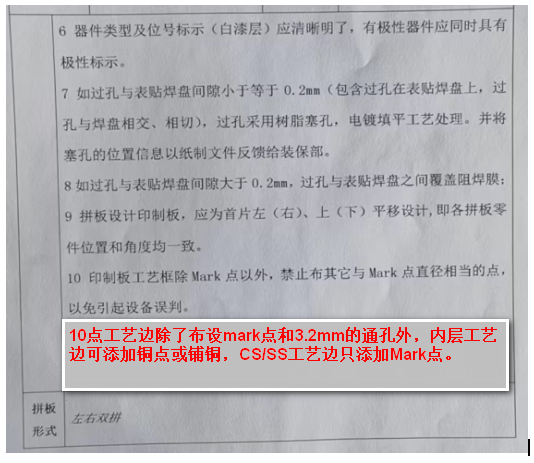 6 器件类型及位号标示（白漆层）应清晰明了，有极性器件应同时具有
极性标示。
7 如过孔与表贴焊盘间隙小于等于 0.2mm（包含过孔在表贴焊盘上，过
孔与焊盘相交、相切），过孔采用树脂塞孔，电镀填平工艺处理。并将
塞孔的位置信息以纸制文件反馈给装保部。
8 如过孔与表贴焊盘间隙大于 0.2mm，过孔与表贴焊盘之间覆盖阻焊膜；
9 拼板设计印制板，应为首片左（右）、上（下）平移设计,即各拼板零
件位置和角度均一致。
10 印制板工艺框除 Mark 点以外，禁止布其它与 Mark 点直径相当的点，
以免引起设备误判。
10点工艺边除了布设mark点和3.2mm的通孔外，内层工艺
边可添加铜点或铺铜，CS/SS工艺边只添加Mark点。
拼板
形式
左右双拼